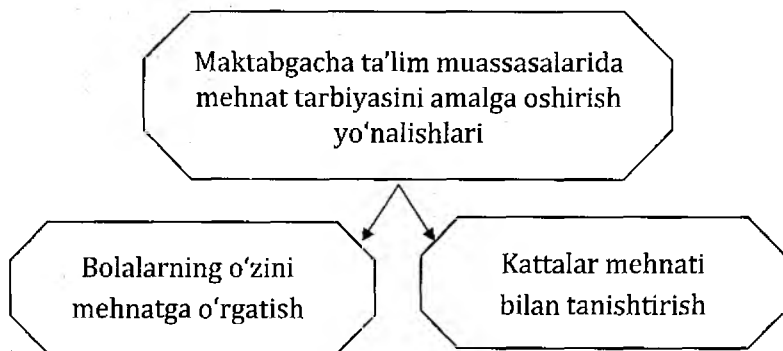 Maktabgacha ta’lim muassasalarida
mehnat tarbiyasini amalga oshirish
yo‘nalishlari
Bolalarning o‘zini
mehnatga o‘rgatish
Kattalar mehnati
bilan tanishtirish